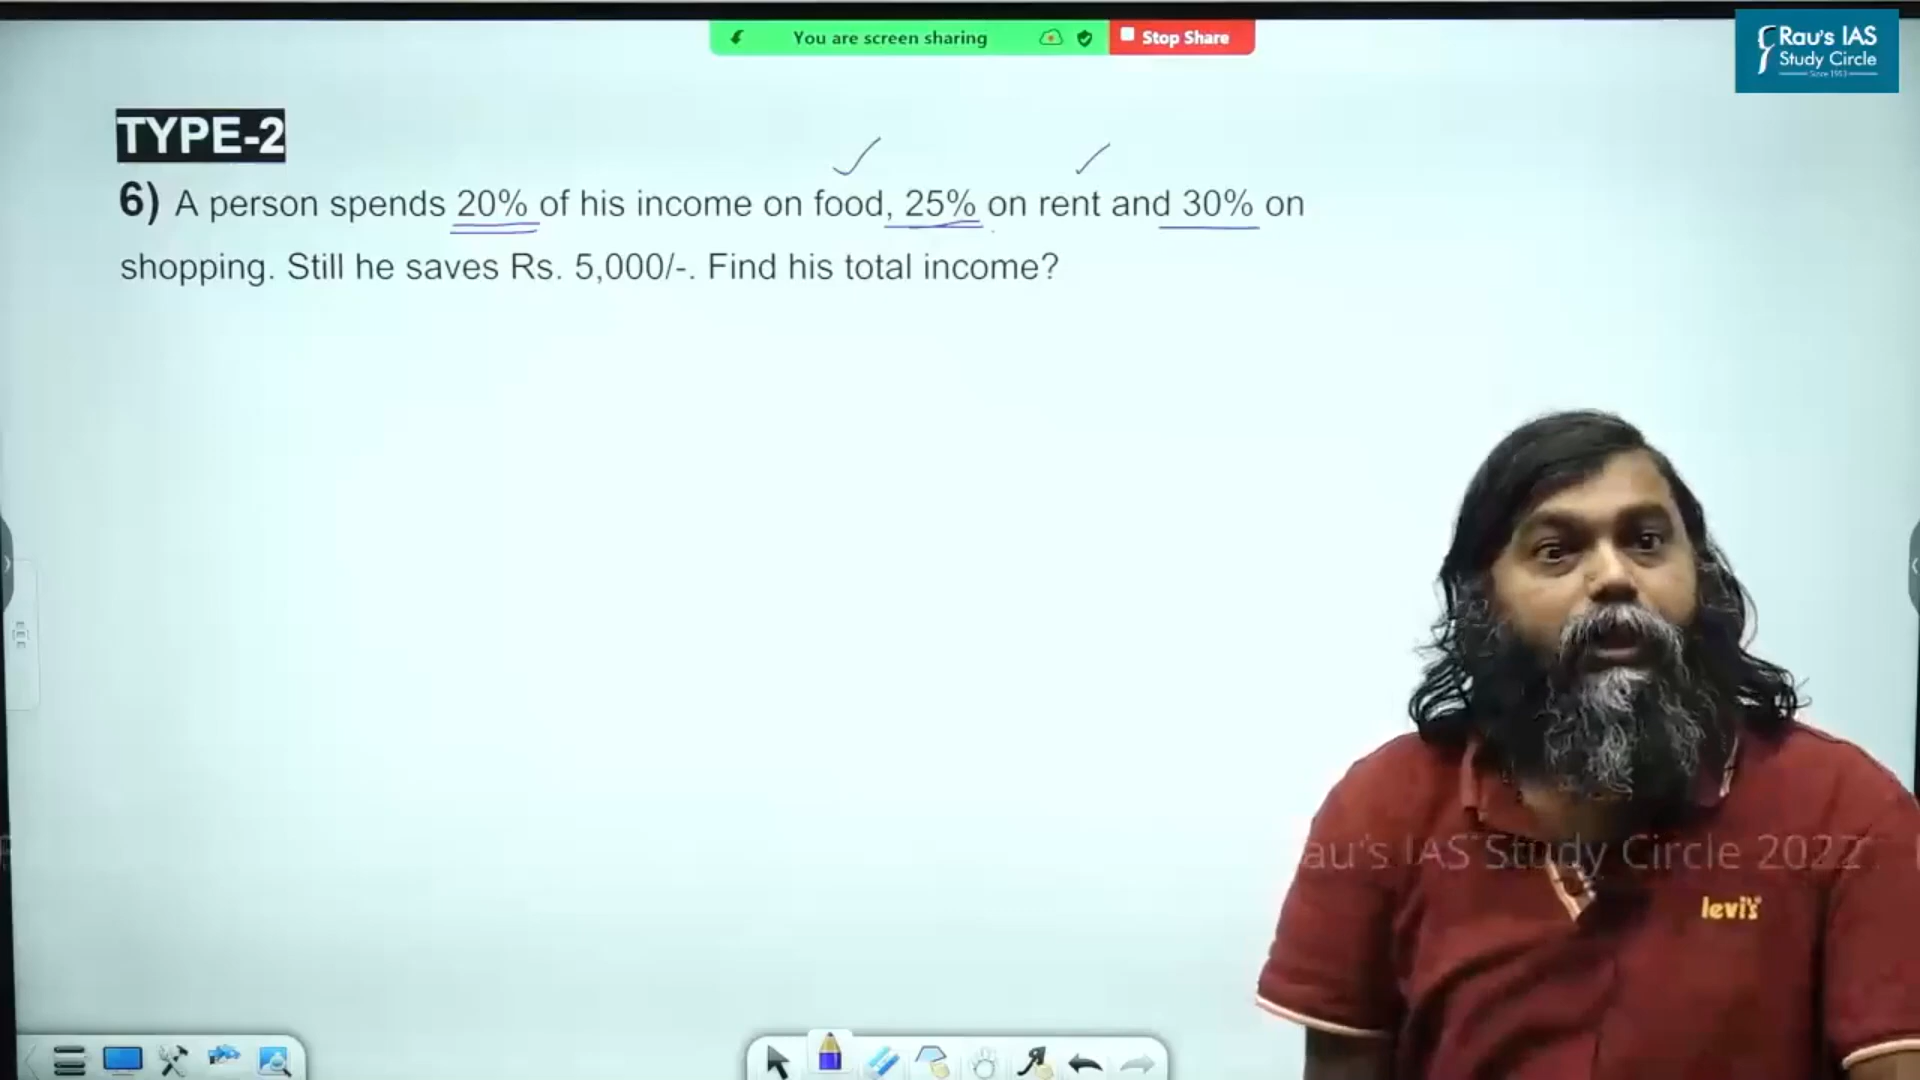 You are screen sharing
Stop Share
Rau's IAS
Study Circle
Since 1953
TYPE-2
6) A person spends 20% of his income on food, 25% on rent and 30% on
shopping. Still he saves Rs. 5,000/-. Find his total income?
au's IAS Study Circle 2022
levi's